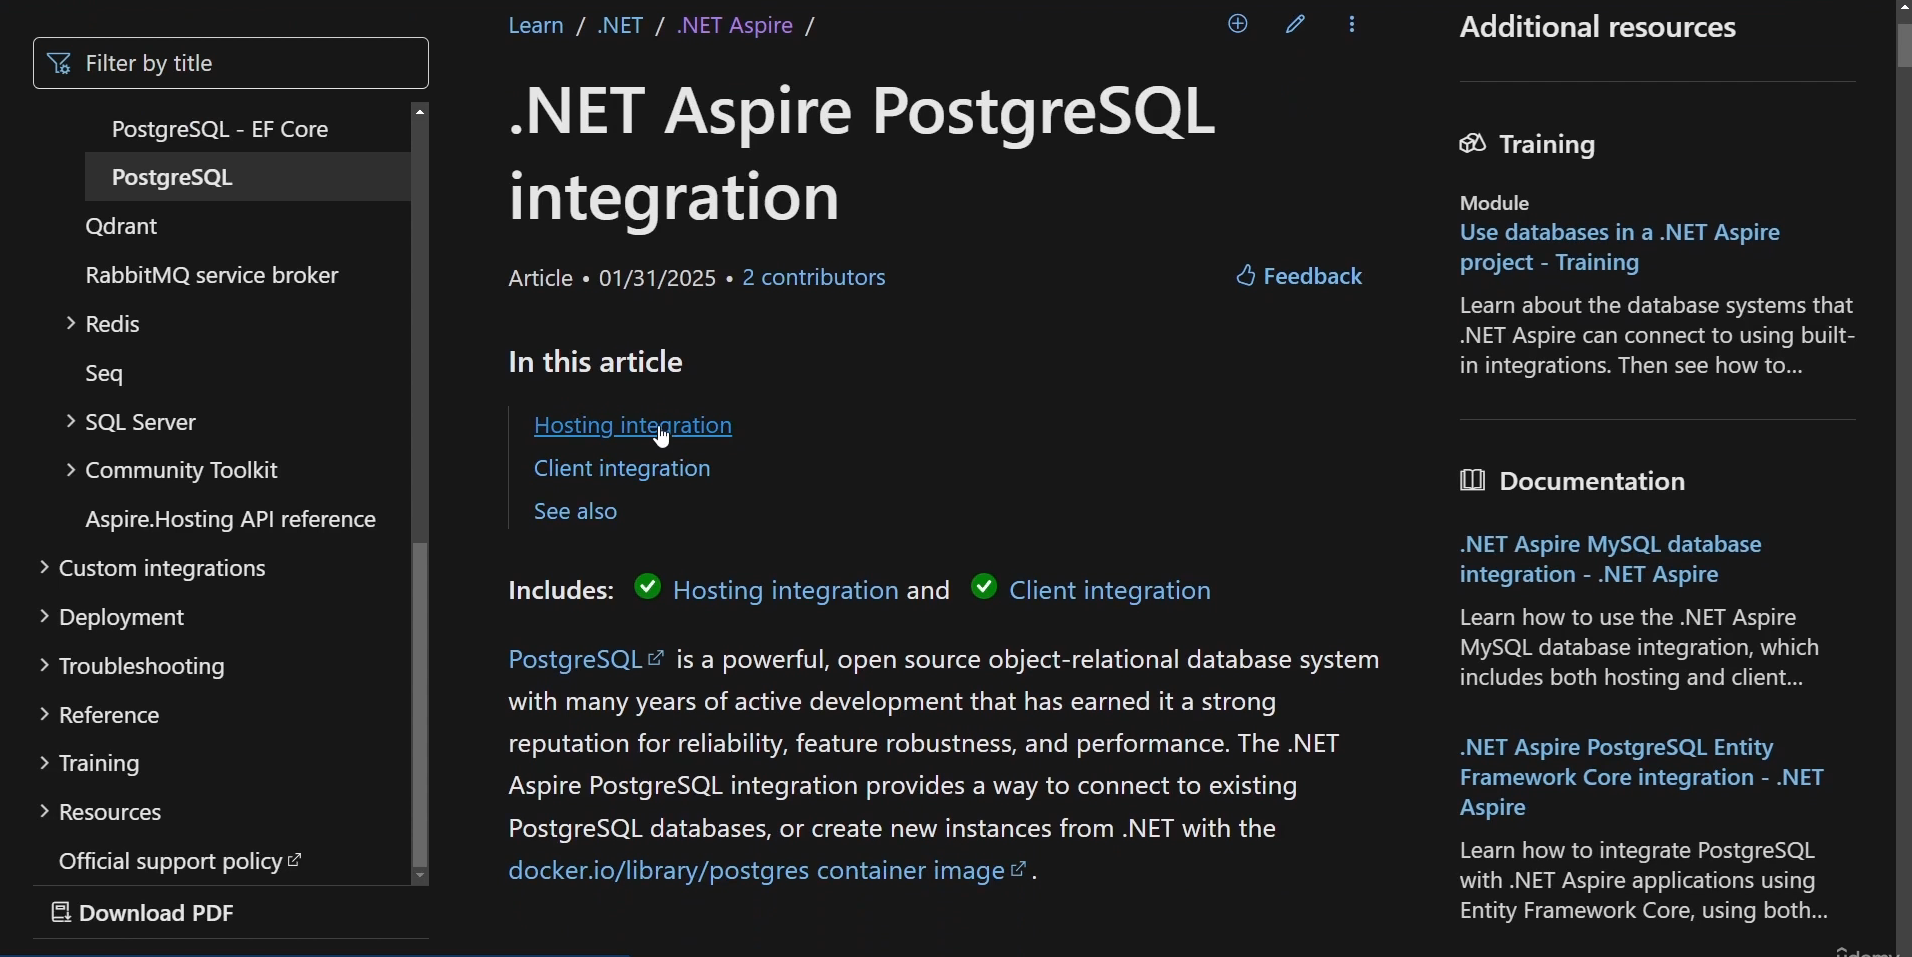 Filter by title
PostgreSQL - EF Core
PostgreSQL
Qdrant
RabbitMQ service broker
Redis
Seq
SQL Server
Community Toolkit
Aspire.Hosting API reference
Custom integrations
Deployment
Troubleshooting
Reference
Training
Resources
Official support policy
Download PDF
Learn / .NET / .NET Aspire /
.NET Aspire PostgreSQL
integration
Article • 01/31/2025 • 2 contributors
Feedback
In this article
Hosting integration
Client integration
See also
Includes: Hosting integration and Client integration
PostgreSQL is a powerful, open source object-relational database system
with many years of active development that has earned it a strong
reputation for reliability, feature robustness, and performance. The .NET
Aspire PostgreSQL integration provides a way to connect to existing
PostgreSQL databases, or create new instances from .NET with the
docker.io/library/postgres container image .
Additional resources
Training
Module
Use databases in a .NET Aspire
project - Training
Learn about the database systems that
.NET Aspire can connect to using built-
in integrations. Then see how to...
Documentation
.NET Aspire MySQL database
integration - .NET Aspire
Learn how to use the .NET Aspire
MySQL database integration, which
includes both hosting and client...
.NET Aspire PostgreSQL Entity
Framework Core integration - .NET
Aspire
Learn how to integrate PostgreSQL
with .NET Aspire applications using
Entity Framework Core, using both...